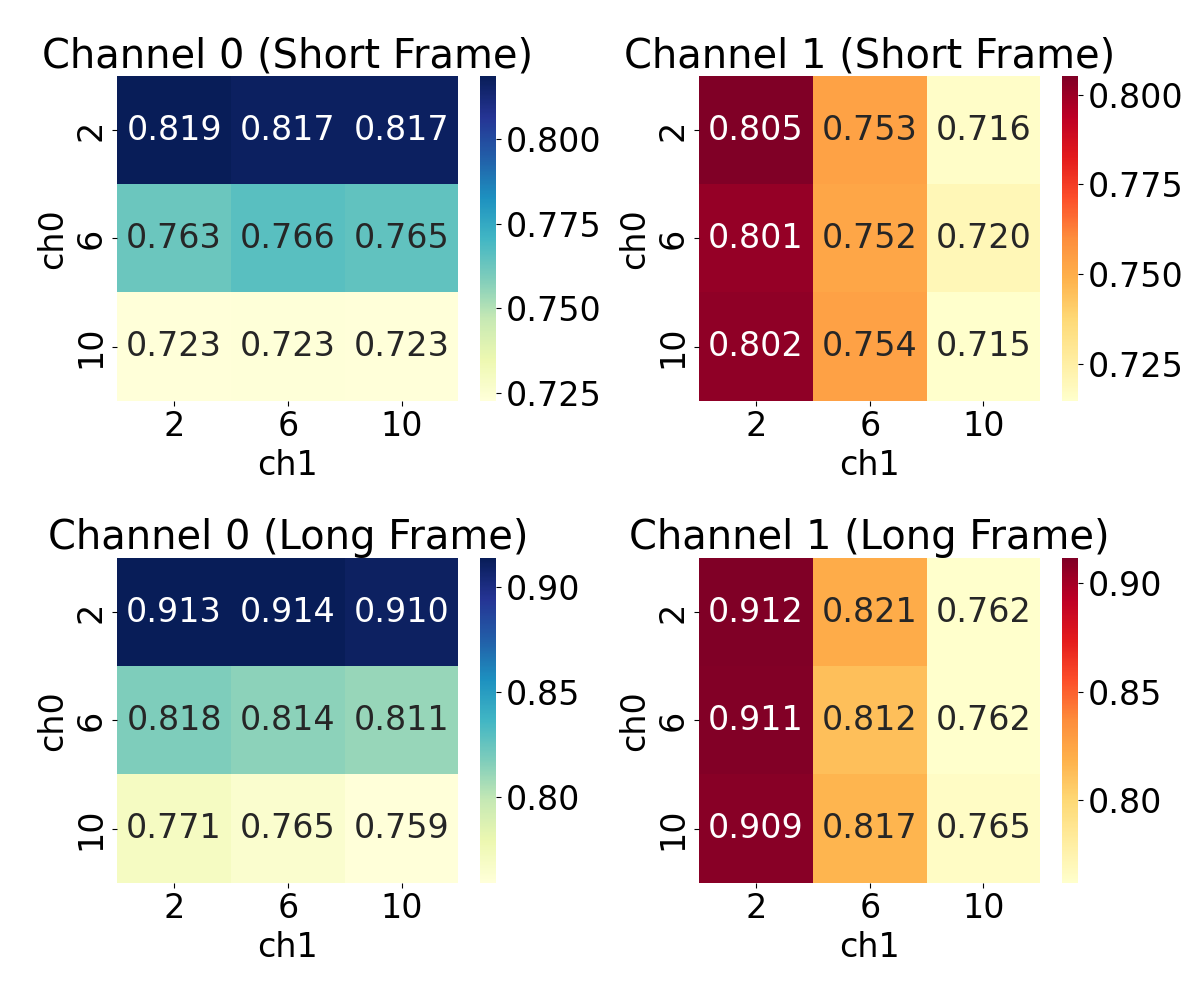 Channel 0 (Short Frame)
2 0.819 0.817 0.817
6 0.763 0.766 0.765
10 0.723 0.723 0.723
ch0
2 6 10
ch1
0.800
0.775
0.750
0.725
Channel 1 (Short Frame)
2 0.805 0.753 0.716
6 0.801 0.752 0.720
10 0.802 0.754 0.715
ch0
2 6 10
ch1
0.800
0.775
0.750
0.725
Channel 0 (Long Frame)
2 0.913 0.914 0.910
6 0.818 0.814 0.811
10 0.771 0.765 0.759
ch0
2 6 10
ch1
0.90
0.85
0.80
Channel 1 (Long Frame)
2 0.912 0.821 0.762
6 0.911 0.812 0.762
10 0.909 0.817 0.765
ch0
2 6 10
ch1
0.90
0.85
0.80